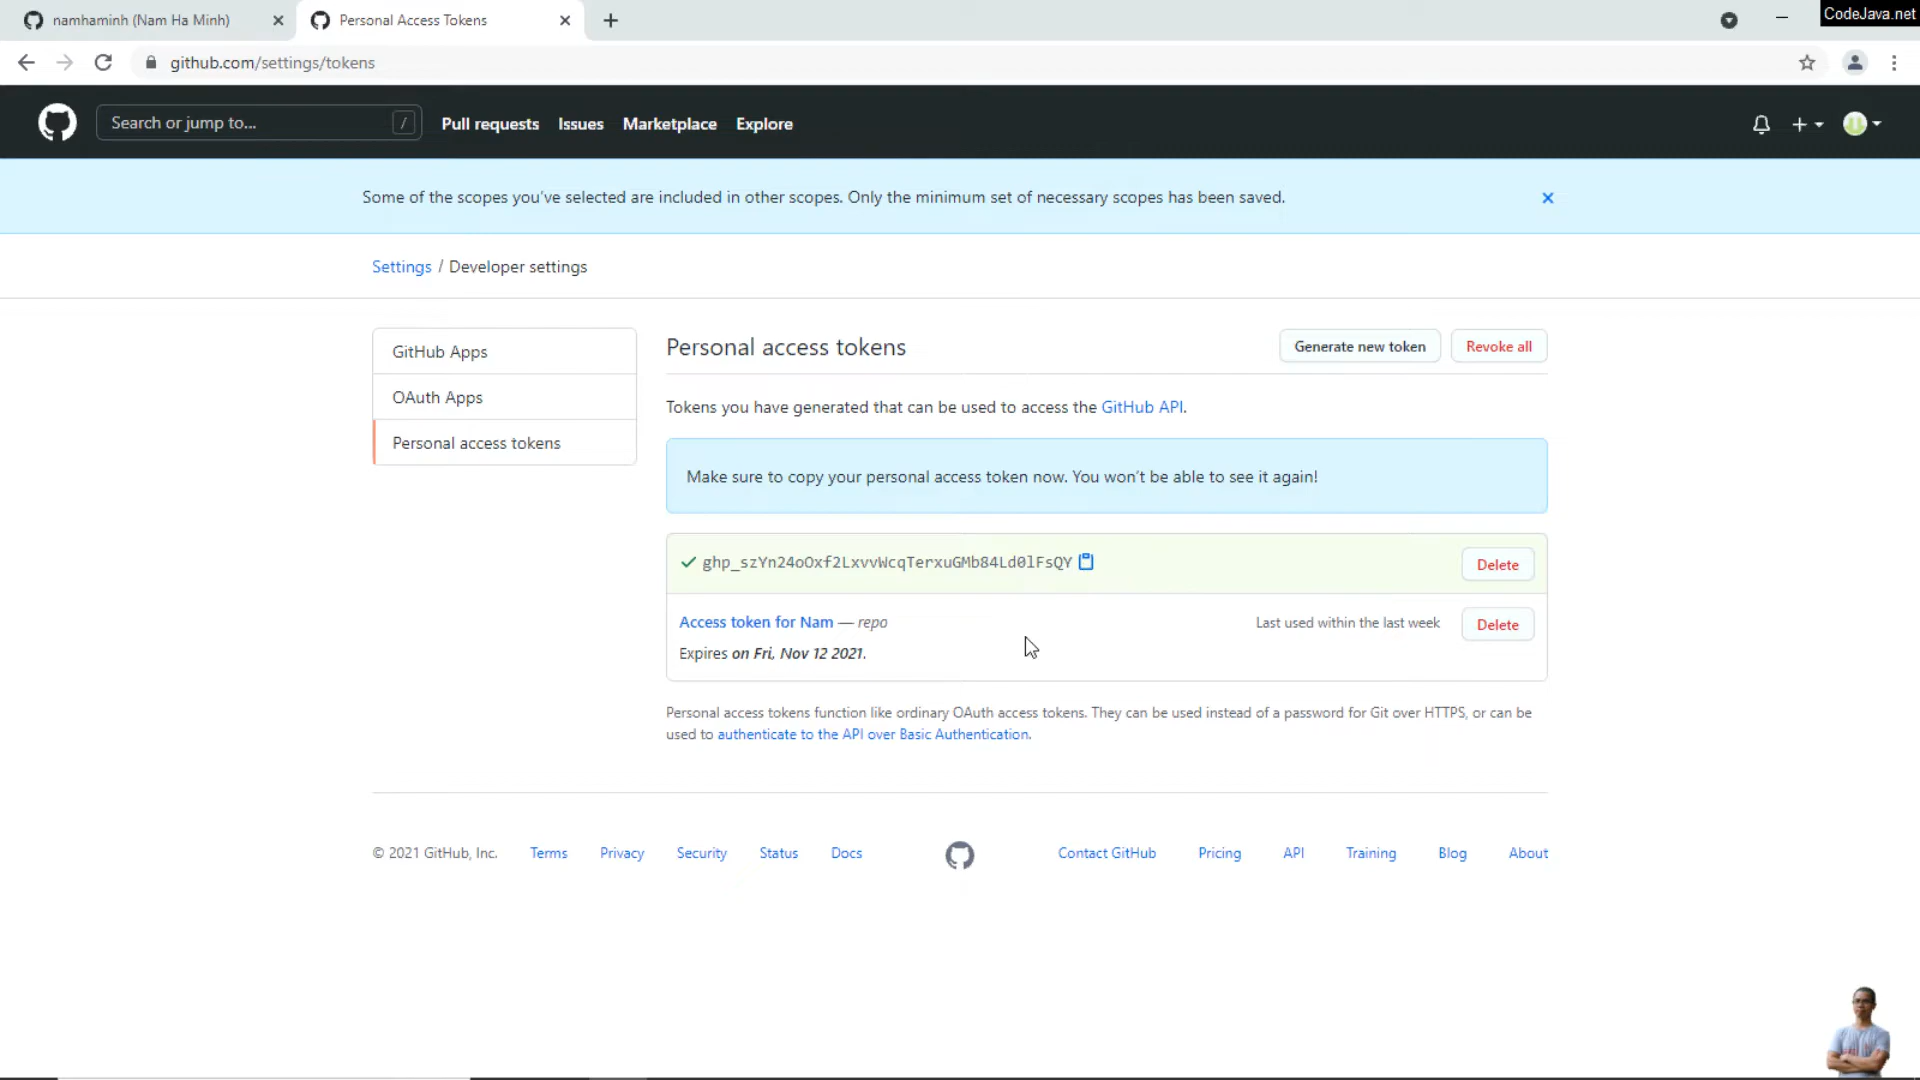 namhaminh (Nam Ha Minh)
Personal Access Tokens
CodeJava.net
github.com/settings/tokens
Search or jump to...
/
Pull requests
Issues
Marketplace
Explore
Some of the scopes you've selected are included in other scopes. Only the minimum set of necessary scopes has been saved.
Settings / Developer settings
GitHub Apps
OAuth Apps
Personal access tokens
Personal access tokens
Generate new token
Revoke all
Tokens you have generated that can be used to access the GitHub API.
Make sure to copy your personal access token now. You won't be able to see it again!
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
Delete
Access token for Nam — repo
Last used within the last week
Delete
Expires on Fri, Nov 12 2021.
Personal access tokens function like ordinary OAuth access tokens. They can be used instead of a password for Git over HTTPS, or can be
used to authenticate to the API over Basic Authentication.
© 2021 GitHub, Inc.
Terms
Privacy
Security
Status
Docs
Contact GitHub
Pricing
API
Training
Blog
About